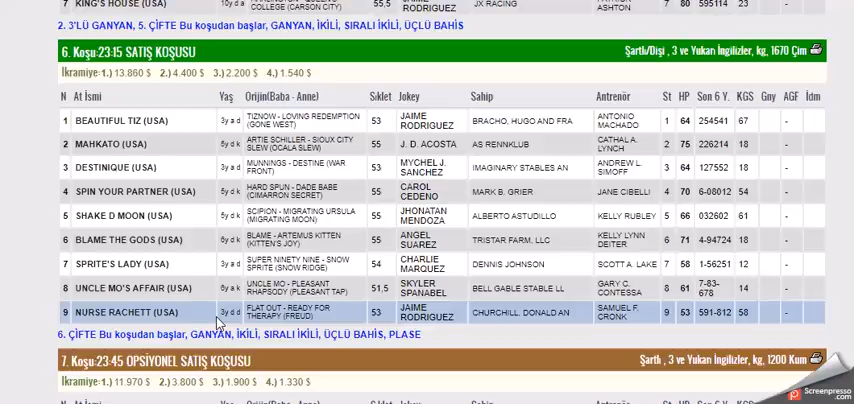 7 KING'S HOUSE (USA) 10y d a COLLEGE (CARSON CITY) 55,5 RODRIGUEZ JX RACING ASHTON 7 80 595114 23
2. 3'LÜ GANYAN, 5. ÇİFTE Bu koşudan başlar, GANYAN, İKİLİ, SIRALI İKİLİ, ÜÇLÜ BAHİS
6. Koşu:23:15 SATIŞ KOŞUSU Şartlı/Dişi , 3 ve Yukarı İngilizler, kg, 1670 Çim
İkramiye:1.) 13.860 $ 2.) 4.400 $ 3.) 2.200 $ 4.) 1.540 $
N At İsmi Yaş Orijin(Baba - Anne) Sıklet Jokey Sahip Antrenör St HP Son 6 Y. KGS Gny AGF İdm
1 BEAUTIFUL TIZ (USA) 3y a d TIZNOW - LOVING REDEMPTION (GONE WEST) 53 JAIME RODRIGUEZ BRACHO, HUGO AND FRA. ANTONIO MACHADO 1 64 254541 67 -
2 MAHKATO (USA) 6y d k ARTIE SCHILLER - SIOUX CITY SLEW (OCALA SLEW) 55 J. D. ACOSTA AS RENNKLUB CATHAL A. LYNCH 2 75 226214 18 -
3 DESTINIQUE (USA) 3y a d MUNNINGS - DESTINE (WAR FRONT) 53 MYCHEL J. SANCHEZ IMAGINARY STABLES AN ANDREW L. SIMOFF 3 64 127552 18 -
4 SPIN YOUR PARTNER (USA) 5y d k HARD SPUN - DADE BABE (CIMARRON SECRET) 55 CAROL CEDENO MARK B. GRIER JANE CIBELLI 4 70 6-08012 54 -
5 SHAKE D MOON (USA) 5y d k SCIPION - MIGRATING URSULA (MIGRATING MOON) 55 JHONATAN MENDOZA ALBERTO ASTUDILLO KELLY RUBLEY 5 66 032602 61 -
6 BLAME THE GODS (USA) 6y d k BLAME - ARTEMUS KITTEN (KITTEN'S JOY) 55 ANGEL SUAREZ TRISTAR FARM, LLC KELLY LYNN DEITER 6 71 4-94724 18 -
7 SPRITE'S LADY (USA) 3y a d SUPER NINETY NINE - SNOW SPRITE (SNOW RIDGE) 54 CHARLIE MARQUEZ DENNIS JOHNSON SCOTT A. LAKE 7 58 1-56251 12 -
8 UNCLE MO'S AFFAIR (USA) 6y a k UNCLE MO - PLEASANT RHAPSODY (PLEASANT TAP) 51,5 SKYLER SPANABEL BELL GABLE STABLE LL GARY C. CONTESSA 8 61 7-83-678 14 -
9 NURSE RACHETT (USA) 3y d d FLAT OUT - READY FOR THERAPY (FREUD) 53 JAIME RODRIGUEZ CHURCHILL, DONALD AN SAMUEL F. CRONK 9 53 591-812 58 -
6. ÇİFTE Bu koşudan başlar, GANYAN, İKİLİ, SIRALI İKİLİ, ÜÇLÜ BAHİS, PLASE
7. Koşu:23:45 OPSİYONEL SATIŞ KOŞUSU Şartlı , 3 ve Yukarı İngilizler, kg, 1200 Kum
İkramiye:1.) 11.970 $ 2.) 3.800 $ 3.) 1.900 $ 4.) 1.330 $
Screenpresso.com